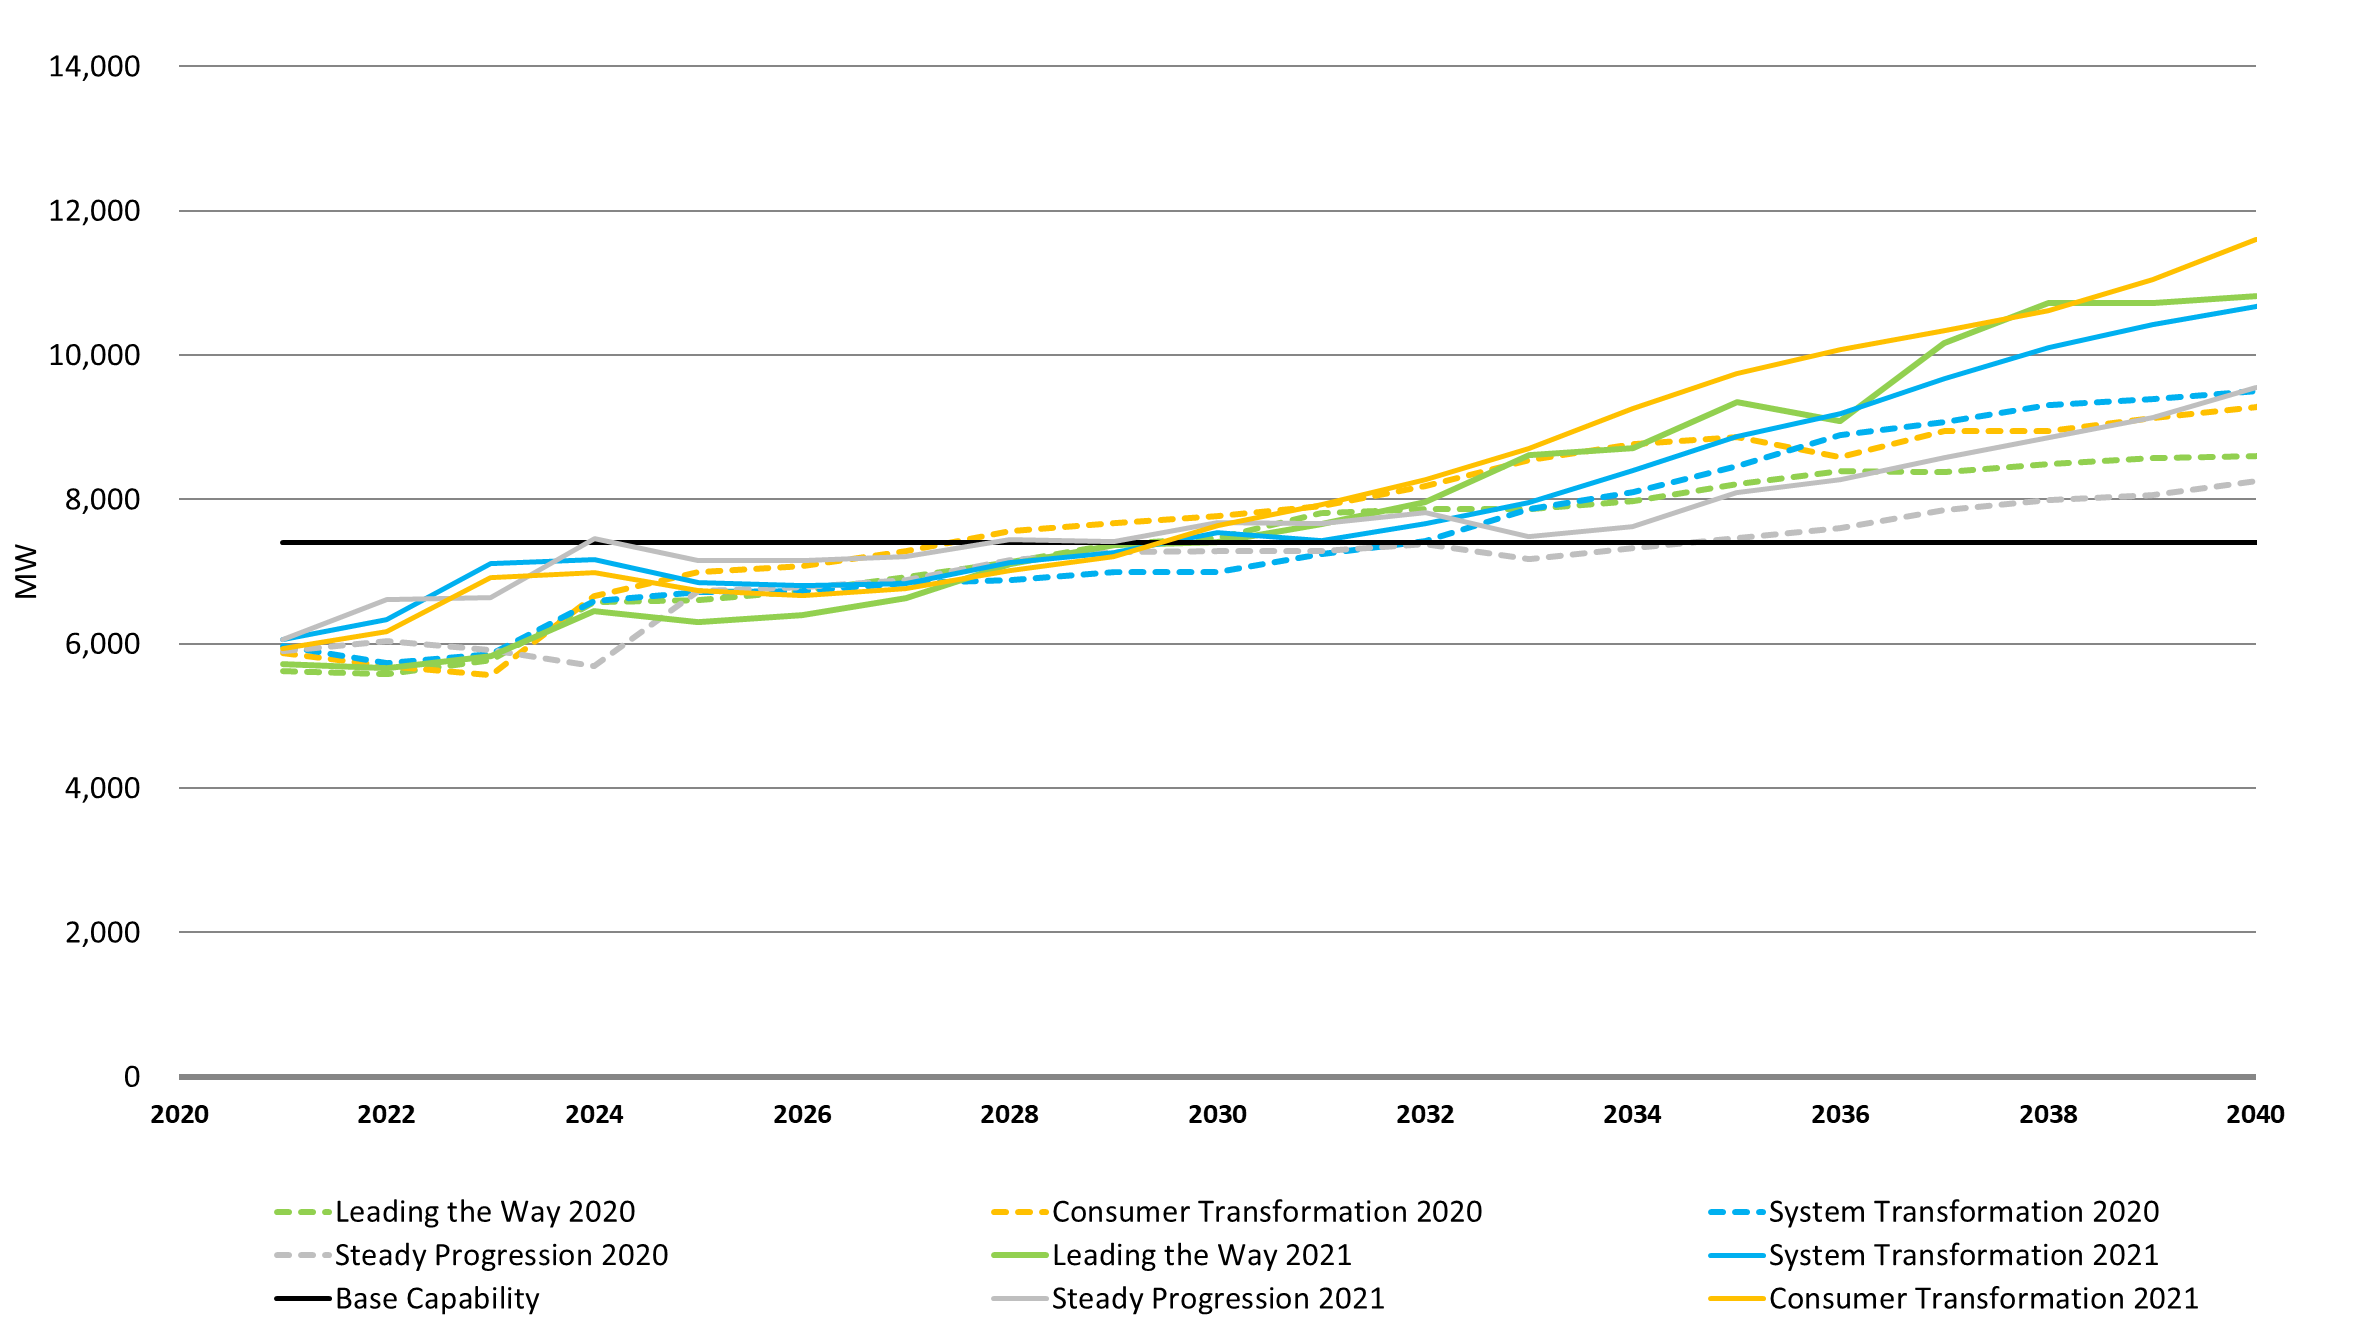 14,000
12,000
10,000
8,000
6,000
4,000
2,000
0
MW
2020 2022 2024 2026 2028 2030 2032 2034 2036 2038 2040
Leading the Way 2020 Consumer Transformation 2020 System Transformation 2020
Steady Progression 2020 Leading the Way 2021 System Transformation 2021
Base Capability Steady Progression 2021 Consumer Transformation 2021